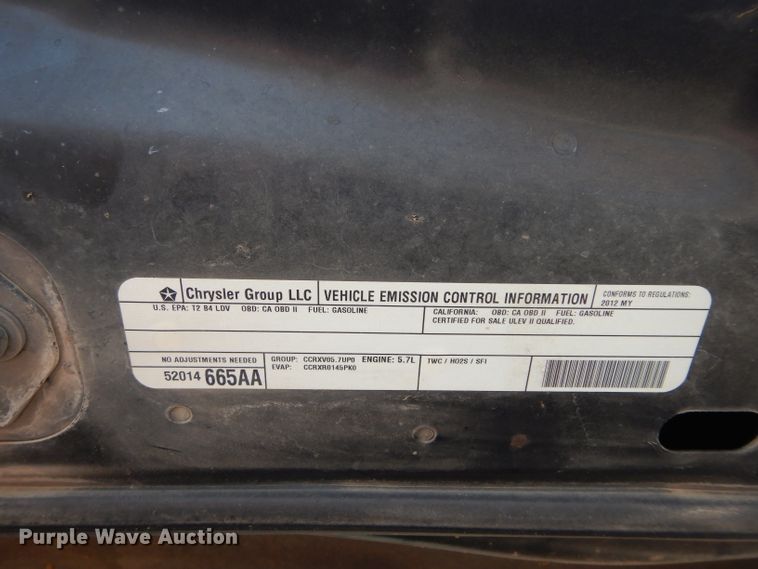 Chrysler Group LLC VEHICLE EMISSION CONTROL INFORMATION CONFORMS TO REGULATIONS:
2012 MY
U.S. EPA: T2 B4 LDV OBD: CA OBD II FUEL: GASOLINE
CALIFORNIA: OBD: CA OBD II FUEL: GASOLINE
CERTIFIED FOR SALE ULEV II QUALIFIED.
NO ADJUSTMENTS NEEDED
52014 665AA
GROUP: CCRXV05.7UP0 ENGINE: 5.7L
EVAP: CCRXR0145PK0
TWC / HO2S / SFI
Purple Wave Auction